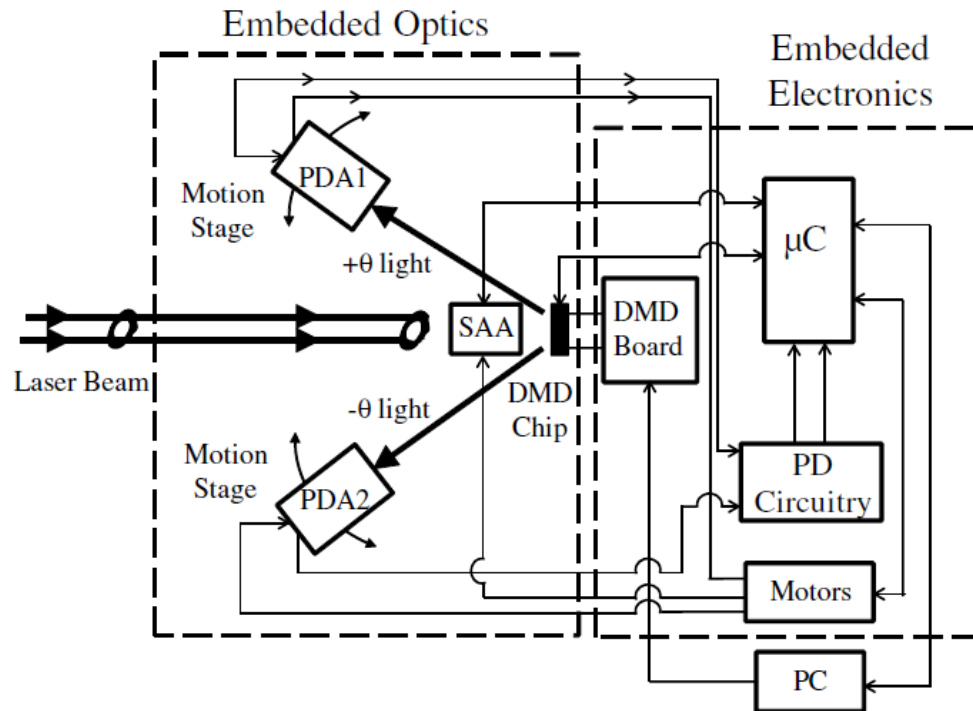 Embedded Optics
Embedded
Electronics
PDA1
Motion
Stage
+θ light
μC
SAA
DMD
Board
Laser Beam
DMD
Chip
-θ light
Motion
Stage
PDA2
PD
Circuitry
Motors
PC